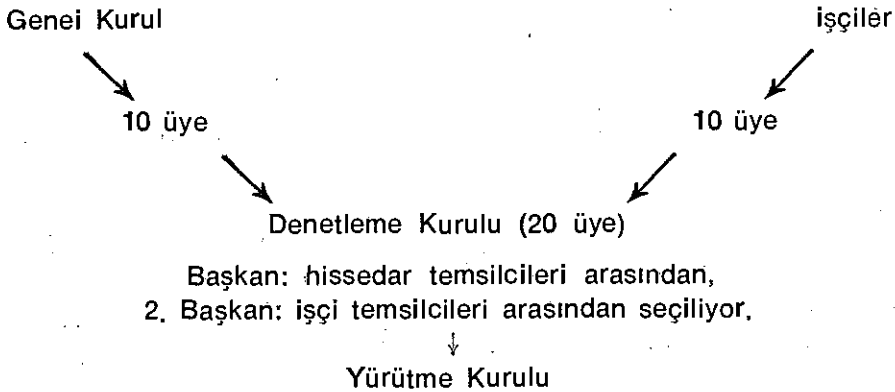 Genei Kurul işçiler
10 üye 10 üye
Denetleme Kurulu (20 üye)
Başkan: hissedar temsilcileri arasından,
2. Başkan: işçi temsilcileri arasından seçiliyor.
Yürütme Kurulu